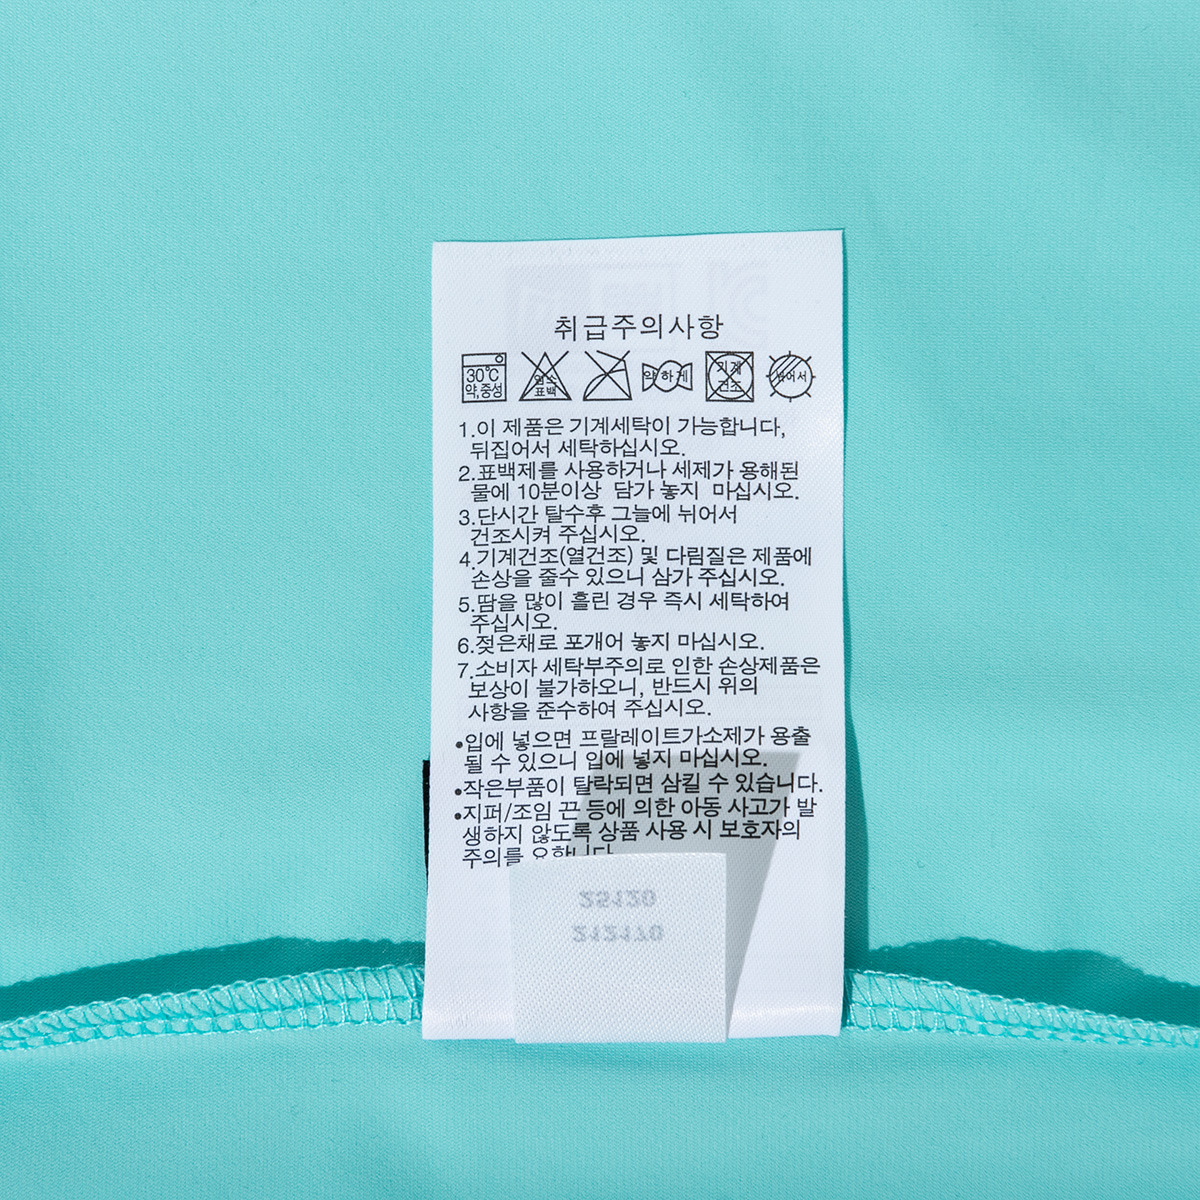 취급주의사항
30℃
약,중성
염소
표백
약하게
기계
건조
뉘어서
1.이 제품은 기계세탁이 가능합니다,
뒤집어서 세탁하십시오.
2.표백제를 사용하거나 세제가 용해된
물에 10분이상 담가 놓지 마십시오.
3.단시간 탈수후 그늘에 뉘어서
건조시켜 주십시오.
4.기계건조(열건조) 및 다림질은 제품에
손상을 줄수 있으니 삼가 주십시오.
5.땀을 많이 흘린 경우 즉시 세탁하여
주십시오.
6.젖은채로 포개어 놓지 마십시오.
7.소비자 세탁부주의로 인한 손상제품은
보상이 불가하오니, 반드시 위의
사항을 준수하여 주십시오.
•입에 넣으면 프탈레이트가소제가 용출
될 수 있으니 입에 넣지 마십시오.
•작은부품이 탈락되면 삼킬 수 있습니다.
•지퍼/조임 끈 등에 의한 아동 사고가 발
생하지 않도록 상품 사용 시 보호자의
주의를 요합니다
25120
212170